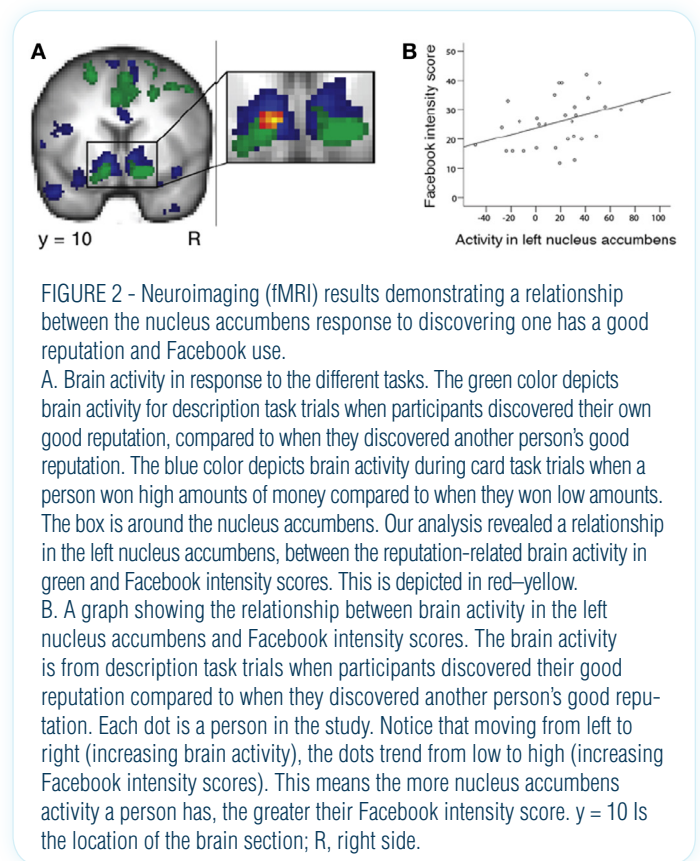 A
y = 10
R
B
Facebook intensity score
50
40
30
20
10
0
-40 -20 0 20 40 60 80 100
Activity in left nucleus accumbens
FIGURE 2 - Neuroimaging (fMRI) results demonstrating a relationship
between the nucleus accumbens response to discovering one has a good
reputation and Facebook use.
A. Brain activity in response to the different tasks. The green color depicts
brain activity for description task trials when participants discovered their own
good reputation, compared to when they discovered another person's good
reputation. The blue color depicts brain activity during card task trials when a
person won high amounts of money compared to when they won low amounts.
The box is around the nucleus accumbens. Our analysis revealed a relationship
in the left nucleus accumbens, between the reputation-related brain activity in
green and Facebook intensity scores. This is depicted in red–yellow.
B. A graph showing the relationship between brain activity in the left
nucleus accumbens and Facebook intensity scores. The brain activity
is from description task trials when participants discovered their good
reputation compared to when they discovered another person's good repu-
tation. Each dot is a person in the study. Notice that moving from left to
right (increasing brain activity), the dots trend from low to high (increasing
Facebook intensity scores). This means the more nucleus accumbens
activity a person has, the greater their Facebook intensity score. y = 10 Is
the location of the brain section; R, right side.